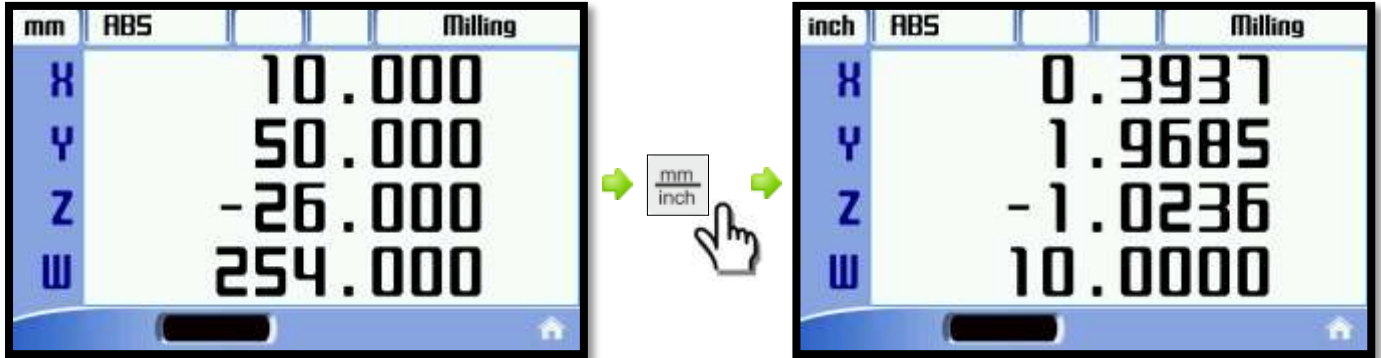 mm ABS Milling
X 10.000
Y 50.000
Z -26.000
W 254.000
mm
inch
inch ABS Milling
X 0.3937
Y 1.9685
Z -1.0236
W 10.0000